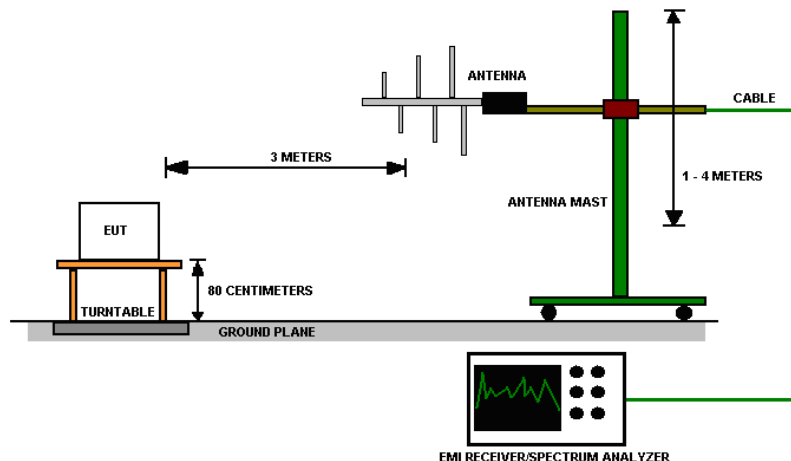 ANTENNA
CABLE
3 METERS
1 - 4 METERS
ANTENNA MAST
EUT
80 CENTIMETERS
TURNTABLE
GROUND PLANE
EMI RECEIVER/SPECTRUM ANALYZER